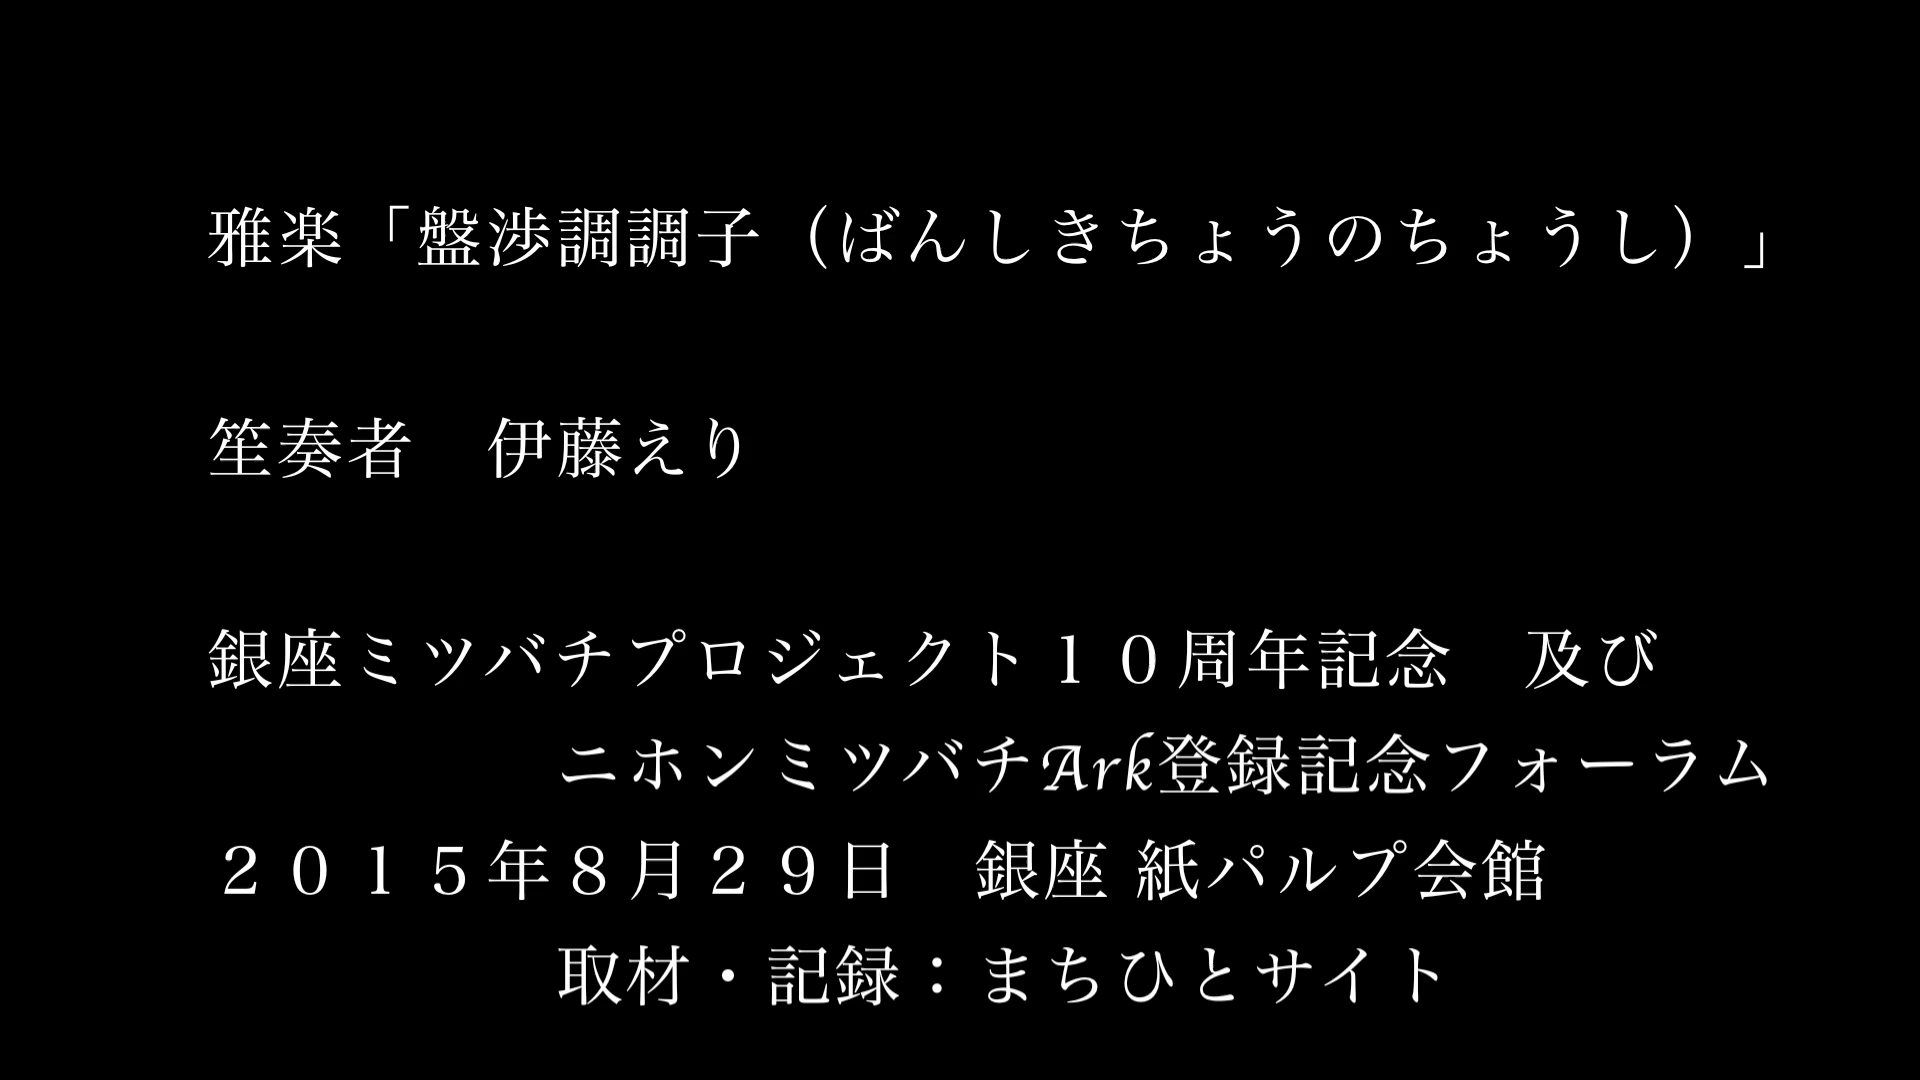 雅楽「盤渉調調子（ばんしきちょうのちょうし）」
笙奏者　伊藤えり
銀座ミツバチプロジェクト１０周年記念　及び
ニホンミツバチArk登録記念フォーラム
２０１５年８月２９日　銀座 紙パルプ会館
取材・記録：まちひとサイト